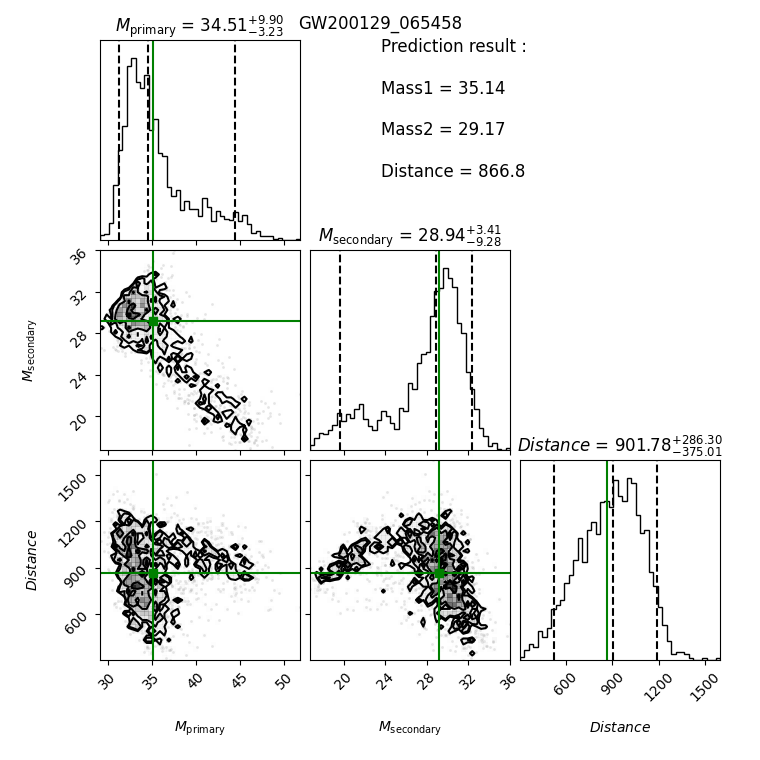 M_primary = 34.51 +9.90 −3.23 GW200129_065458
Prediction result :
Mass1 = 35.14
Mass2 = 29.17
Distance = 866.8
M_secondary = 28.94 +3.41 −9.28
36
32
28
24
20
M_secondary
Distance = 901.78 +286.30 −375.01
1500
1200
900
600
Distance
30 35 40 45 50
20 24 28 32 36
600 900 1200 1500
M_primary
M_secondary
Distance